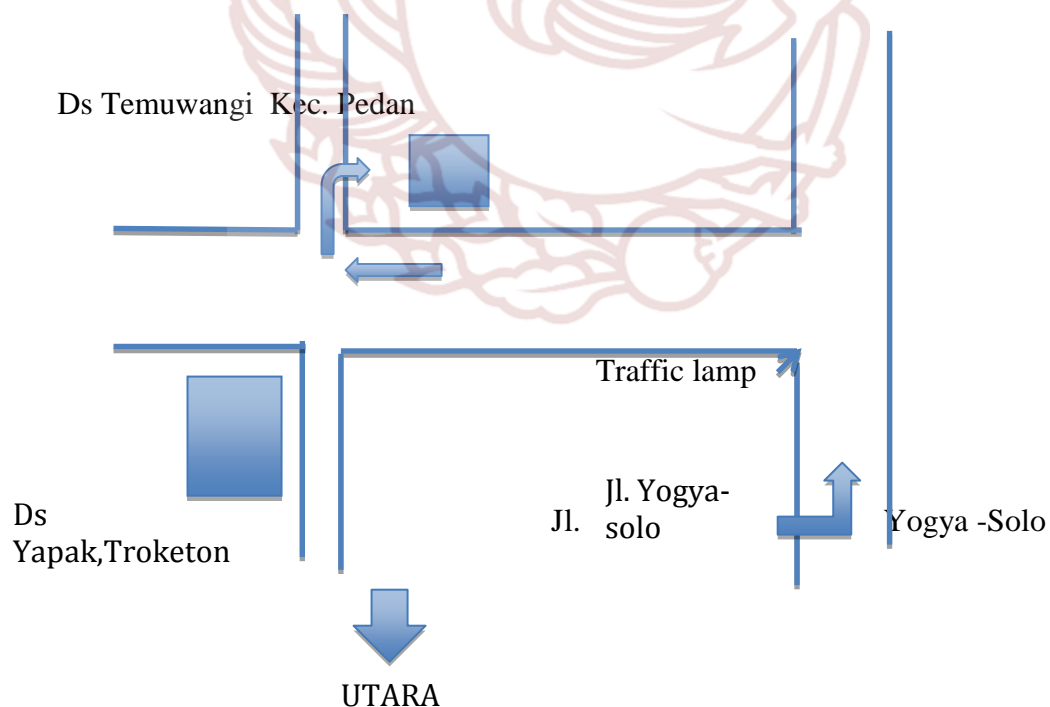 Ds Temuwangi Kec. Pedan
Traffic lamp
Jl. Yogya-
solo
Jl. Yogya -Solo
Ds
Yapak,Troketon
UTARA